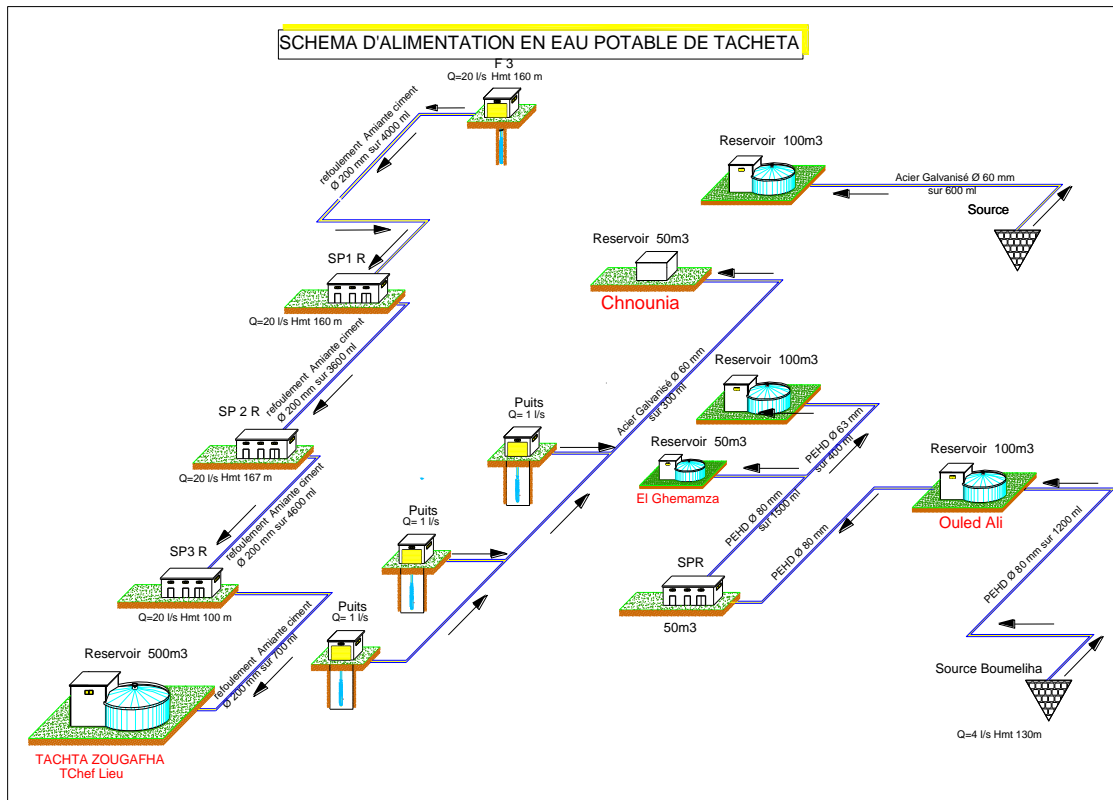 SCHEMA D'ALIMENTATION EN EAU POTABLE DE TACHETA
F 3
Q=20 l/s Hmt 160 m
refoulement Amiante ciment
Ø 200 mm sur 4000 ml
SP1 R
Q=20 l/s Hmt 160 m
refoulement Amiante ciment
Ø 200 mm sur 3600 ml
SP 2 R
Q=20 l/s Hmt 167 m
refoulement Amiante ciment
Ø 200 mm sur 4600 ml
SP3 R
Q=20 l/s Hmt 100 m
refoulement Amiante ciment
Ø 200 mm sur 700 ml
Reservoir 500m3
TACHTA ZOUGAFHA
TChef Lieu
Puits
Q= 1 l/s
Puits
Q= 1 l/s
Puits
Q= 1 l/s
Acier Galvanisé Ø 60 mm
sur 300 ml
Reservoir 50m3
Chnounia
Reservoir 100m3
Acier Galvanisé Ø 60 mm
sur 600 ml
Source
Reservoir 100m3
PEHD Ø 63 mm
sur 400 ml
Reservoir 50m3
El Ghemamza
PEHD Ø 80 mm
sur 1500 ml
SPR
50m3
PEHD Ø 80 mm
Reservoir 100m3
Ouled Ali
PEHD Ø 80 mm sur 1200 ml
Source Boumeliha
Q=4 l/s Hmt 130m